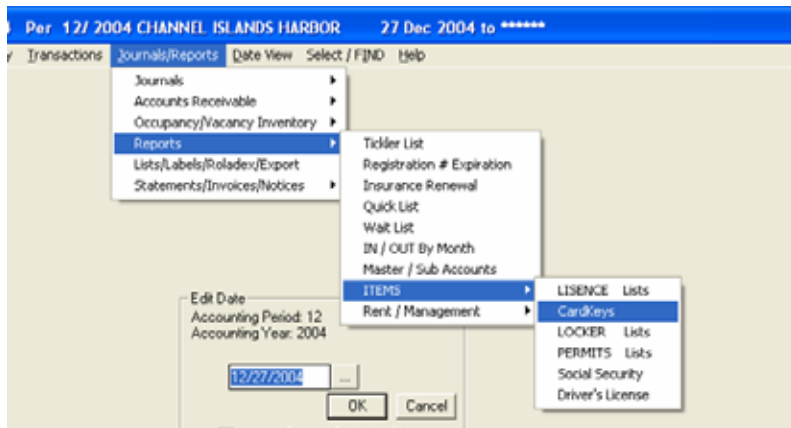 Per 12/ 2004 CHANNEL ISLANDS HARBOR 27 Dec 2004 to ******
Transactions Journals/Reports Date View Select / FIND Help
Journals
Accounts Receivable
Occupancy/Vacancy Inventory
Reports
Lists/Labels/Roladex/Export
Statements/Invoices/Notices
Tickler List
Registration # Expiration
Insurance Renewal
Quick List
Wait List
IN / OUT By Month
Master / Sub Accounts
ITEMS
Rent / Management
LISENCE Lists
CardKeys
LOCKER Lists
PERMITS Lists
Social Security
Driver's License
Edit Date
Accounting Period: 12
Accounting Year: 2004
12/27/2004 ...
OK Cancel